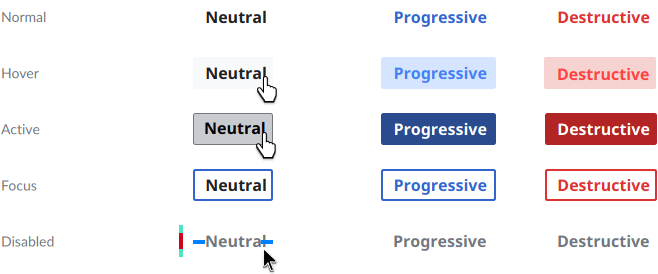 Normal Neutral Progressive Destructive
Hover Neutral Progressive Destructive
Active Neutral Progressive Destructive
Focus Neutral Progressive Destructive
Disabled Neutral Progressive Destructive